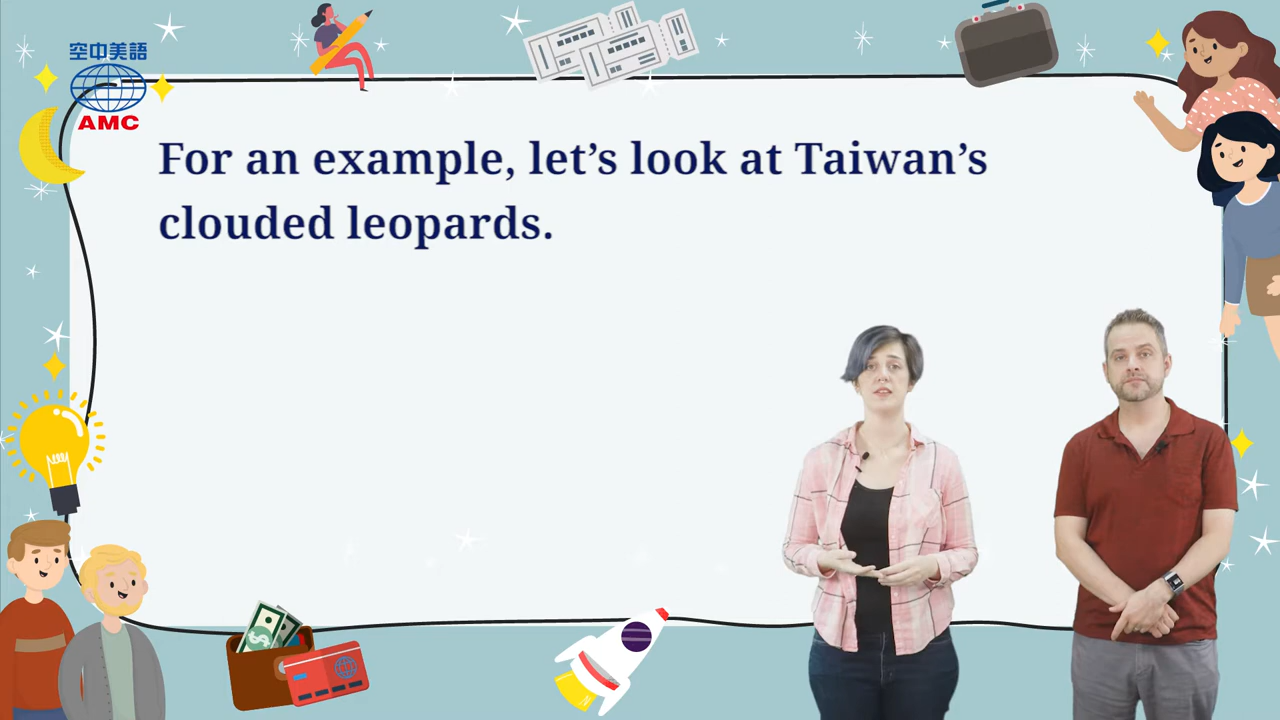 空中美語
AMC
For an example, let's look at Taiwan's
clouded leopards.